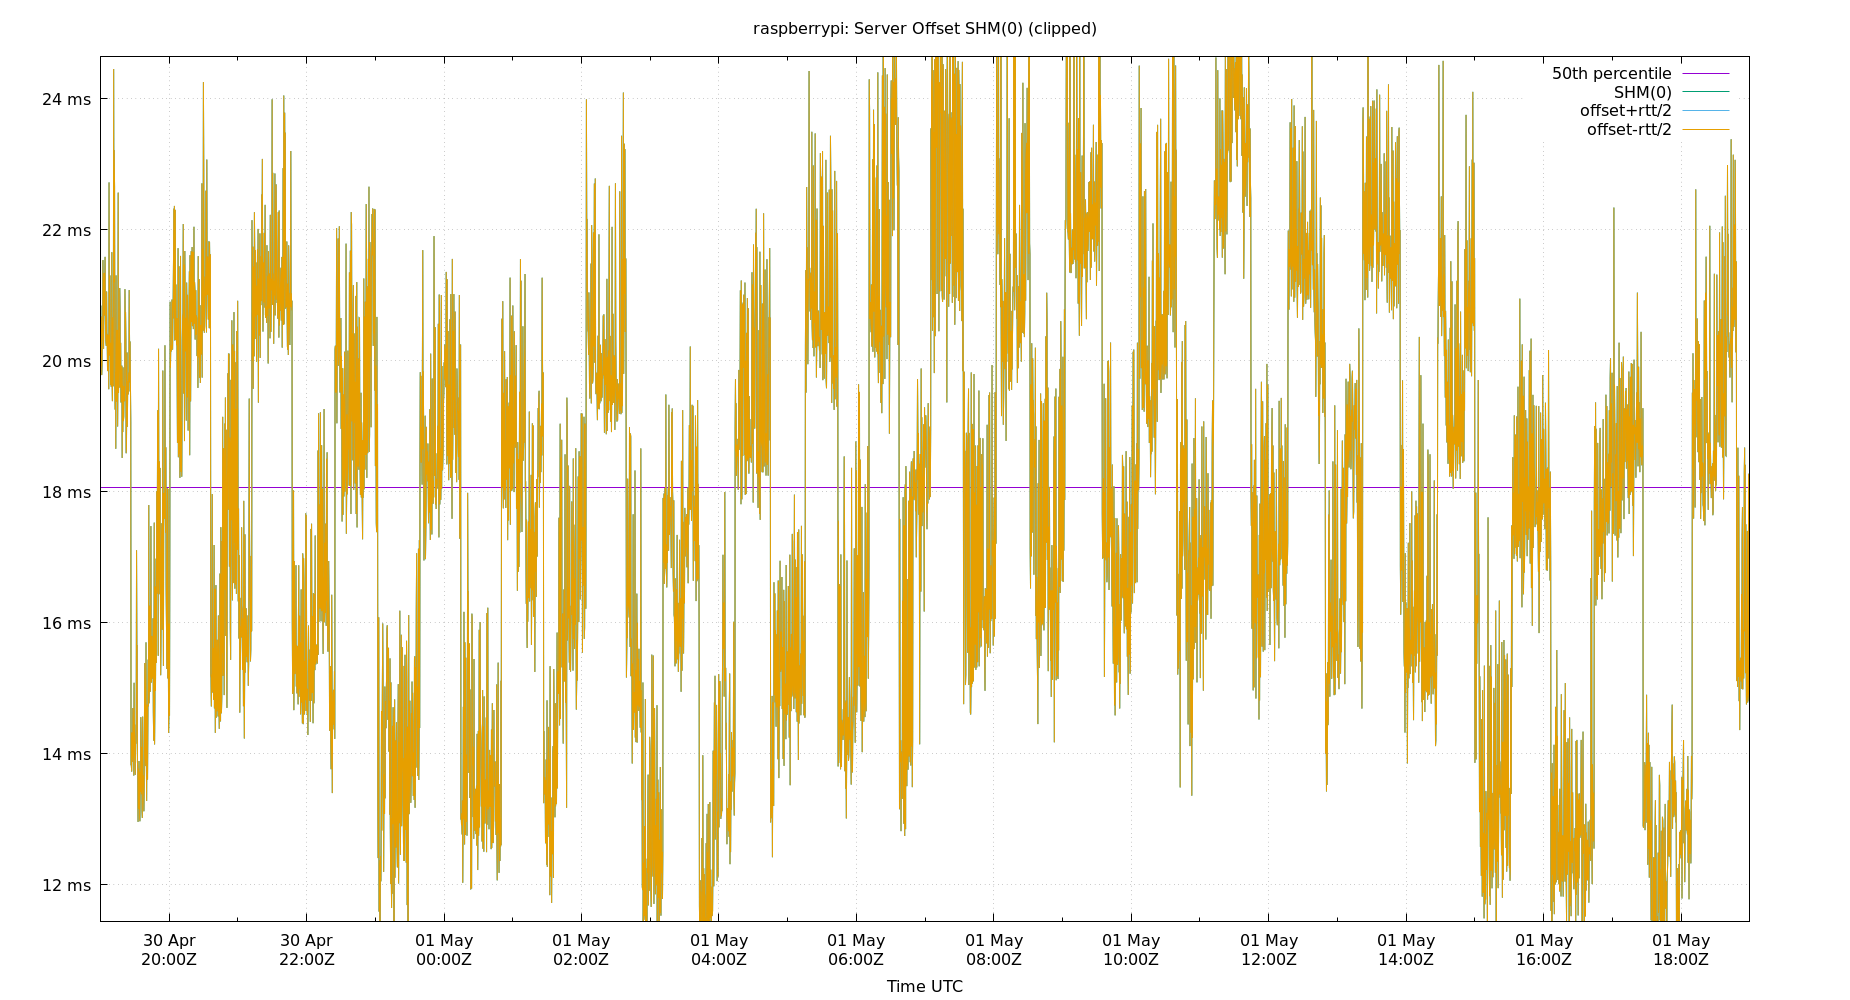 raspberrypi: Server Offset SHM(0) (clipped)
50th percentile
SHM(0)
offset+rtt/2
offset-rtt/2
24 ms
22 ms
20 ms
18 ms
16 ms
14 ms
12 ms
30 Apr 30 Apr 01 May 01 May 01 May 01 May 01 May 01 May 01 May 01 May 01 May 01 May
20:00Z 22:00Z 00:00Z 02:00Z 04:00Z 06:00Z 08:00Z 10:00Z 12:00Z 14:00Z 16:00Z 18:00Z
Time UTC